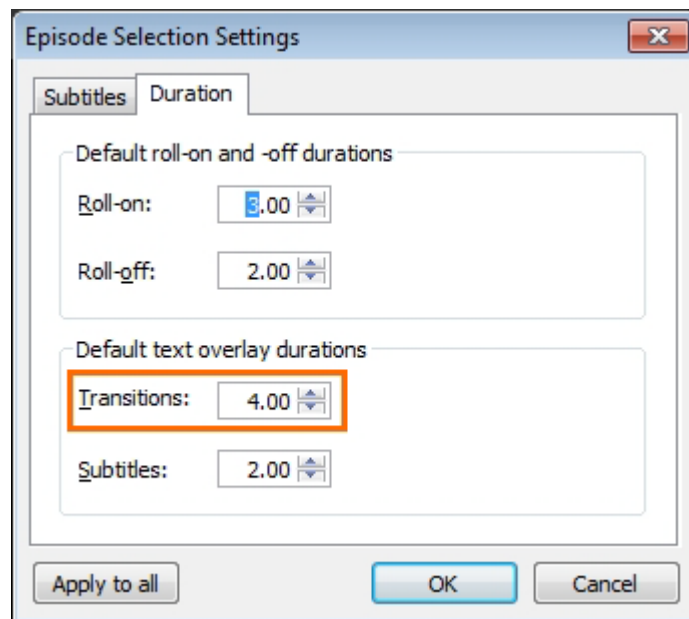 Episode Selection Settings
Subtitles Duration
Default roll-on and -off durations
Roll-on: 3.00
Roll-off: 2.00
Default text overlay durations
Transitions: 4.00
Subtitles: 2.00
Apply to all OK Cancel